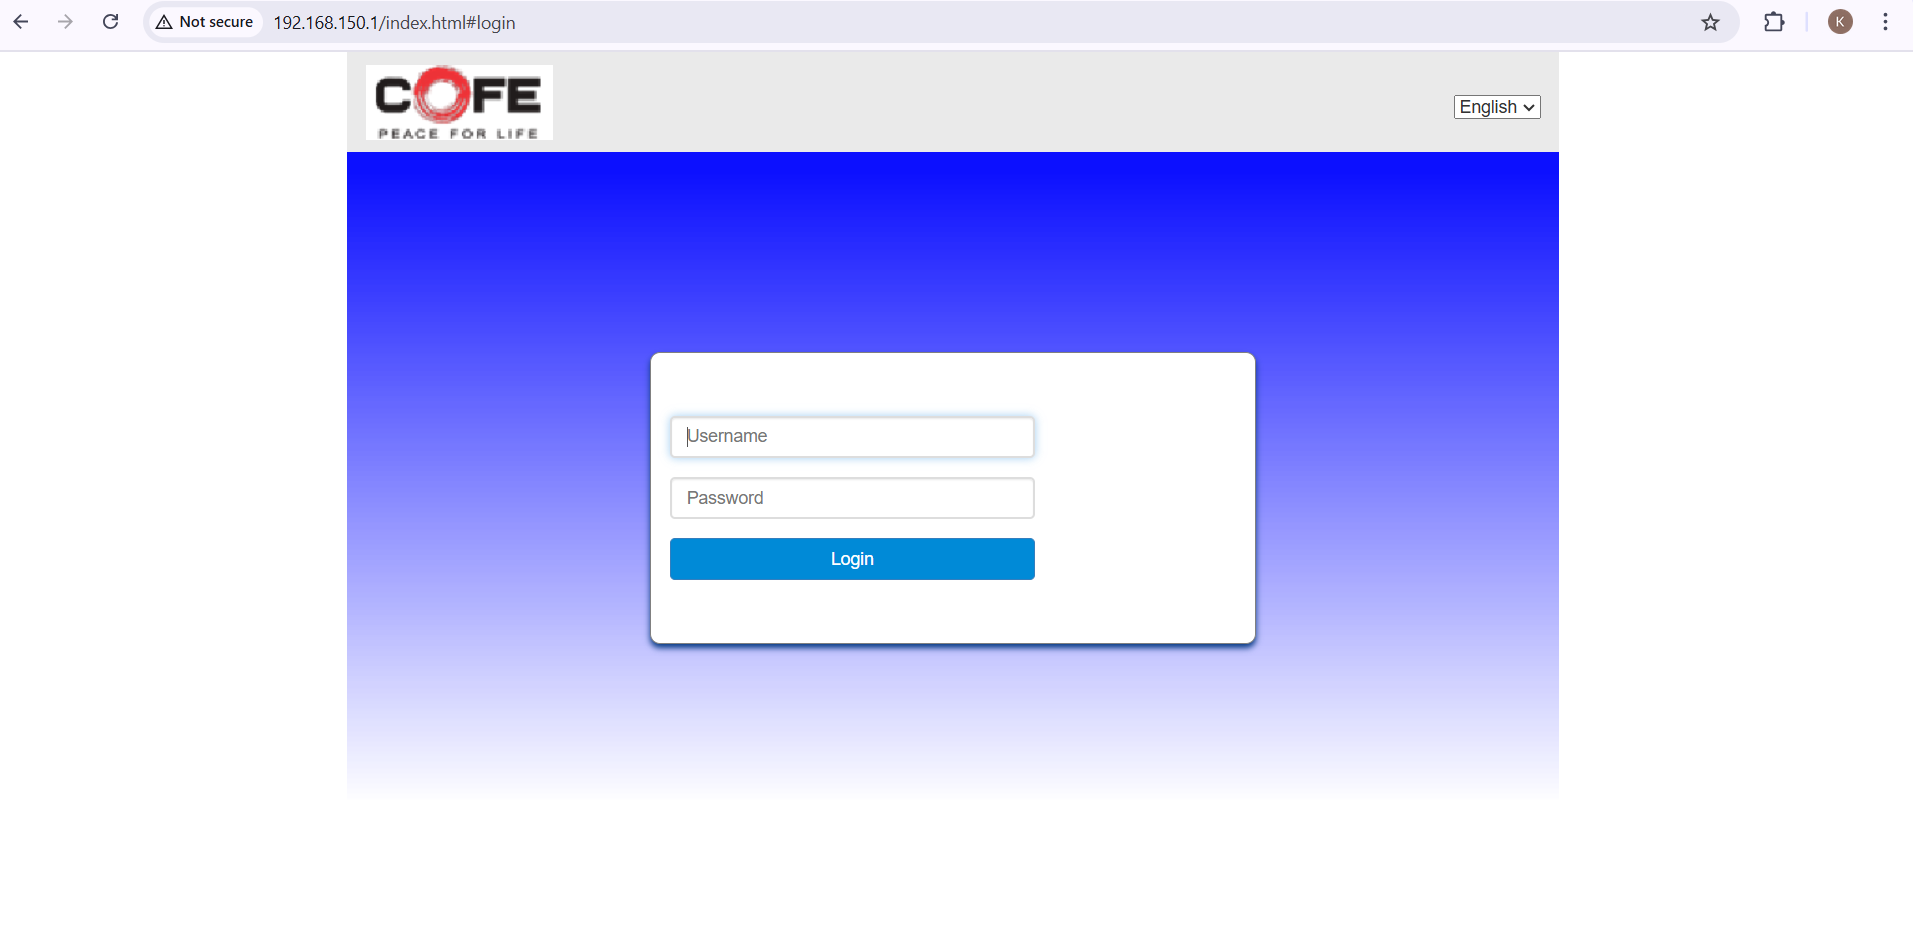 Not secure
192.168.150.1/index.html#login
K
COFE
PEACE FOR LIFE
English
Username
Password
Login